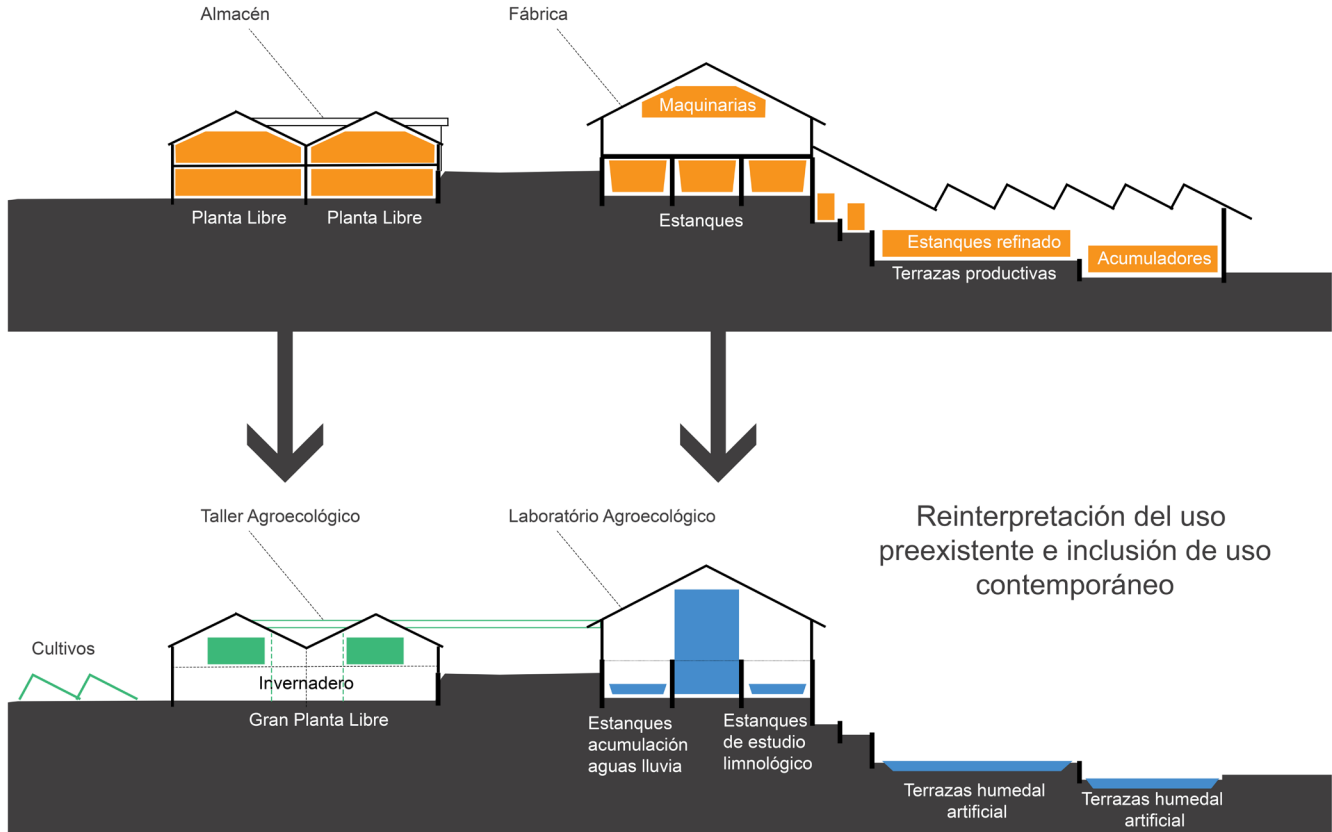 Almacén
Fábrica
Maquinarias
Planta Libre
Planta Libre
Estanques
Estanques refinado
Acumuladores
Terrazas productivas
Taller Agroecológico
Laboratório Agroecológico
Reinterpretación del uso
preexistente e inclusión de uso
contemporáneo
Cultivos
Invernadero
Gran Planta Libre
Estanques
acumulación
aguas lluvia
Estanques
de estudio
limnológico
Terrazas humedal
artificial
Terrazas humedal
artificial